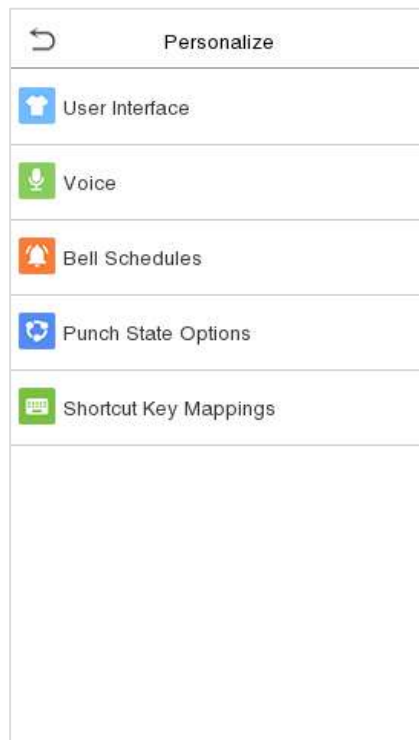 Personalize
User Interface
Voice
Bell Schedules
Punch State Options
Shortcut Key Mappings